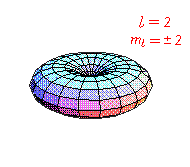 l = 2
m_l = ± 2